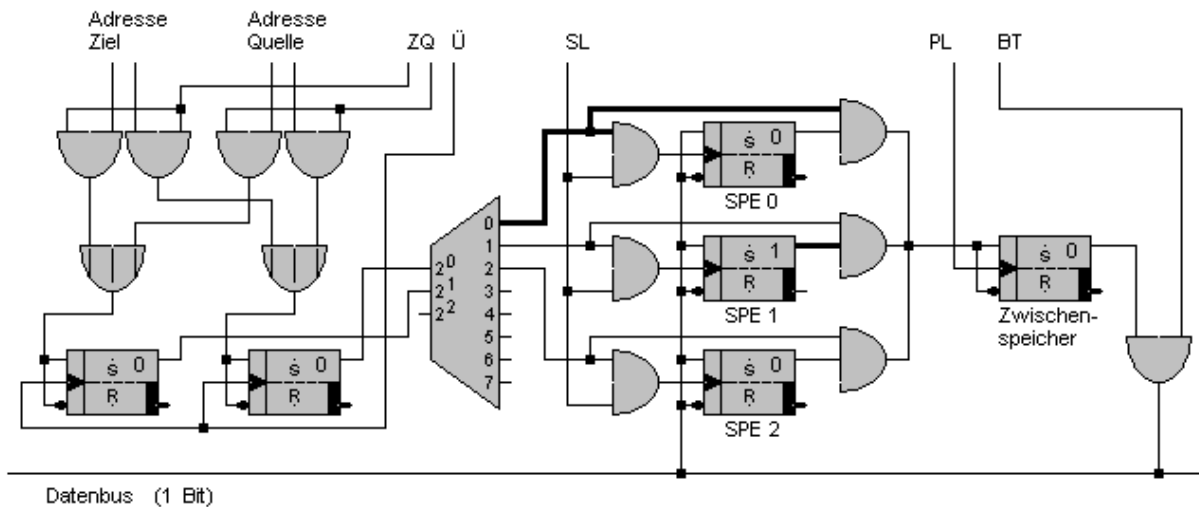 Adresse Ziel
Adresse Quelle
ZQ Ü
SL
PL BT
Ṡ 0
Ṙ
SPE 0
Ṡ 1
Ṙ
SPE 1
Ṡ 0
Ṙ
SPE 2
Ṡ 0
Ṙ
Zwischen-
speicher
2⁰
2¹
2²
0
1
2
3
4
5
6
7
Ṡ 0
Ṙ
Ṡ 0
Ṙ
Datenbus (1 Bit)